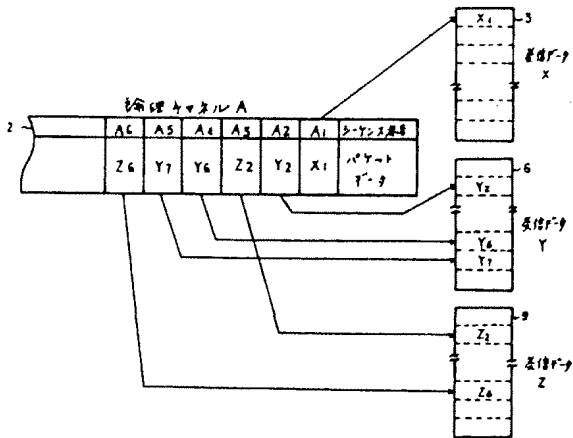 X1
3
受信データ
X
論理チャネル A
2
A6 A5 A4 A3 A2 A1 シーケンス番号
Z6 Y7 Y6 Z2 Y2 X1 パケット
データ
6
Y2
受信データ
Y
Y6
Y7
9
Z2
受信データ
Z
Z6